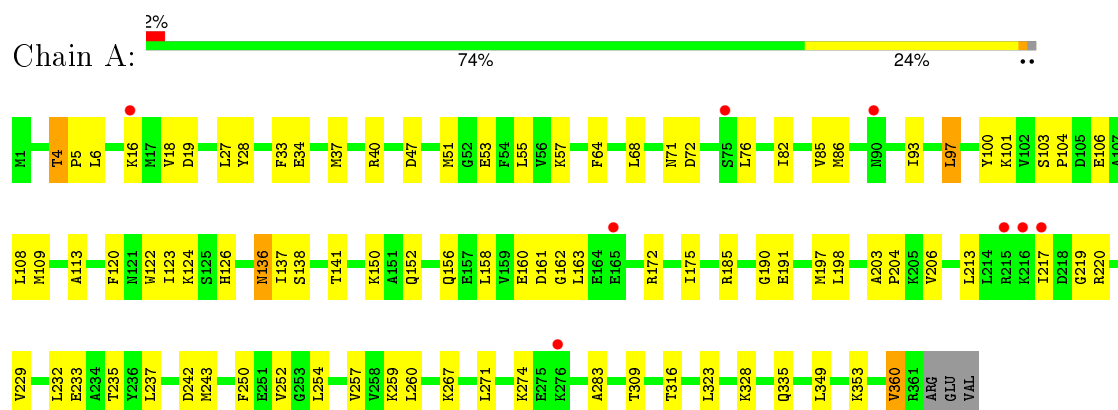 2%
Chain A:
74% 24% ••
M1 T4 P5 L6 K16 M17 V18 D19 L27 Y28 F33 E34 W37 R40 D47 M51 G52 E53 F54 L55 V56 K57 F64 L68 N71 D72 S75 L76 I82 V85 M86 N90 I93 L97 Y100 K101 V102 S103 P104 D105 E106 A107
L108 M109 A113 F120 N121 W122 I123 K124 S125 H126 N136 I137 S138 T141 K150 A151 Q152 Q156 E157 L158 V159 E160 D161 G162 L163 E164 E165 R172 I175 R185 G190 E191 M197 L198 A203 P204 K205 V206 L213 L214 R215 K216 I217 D218 G219 R220
V229 L232 E233 A234 T235 Y236 L237 D242 M243 F250 E251 V252 G253 L254 V257 V258 K259 L260 K267 L271 K274 E275 K276 A283 T309 T316 L323 K328 Q335 L349 K353 V360 R361 ARG GLU VAL